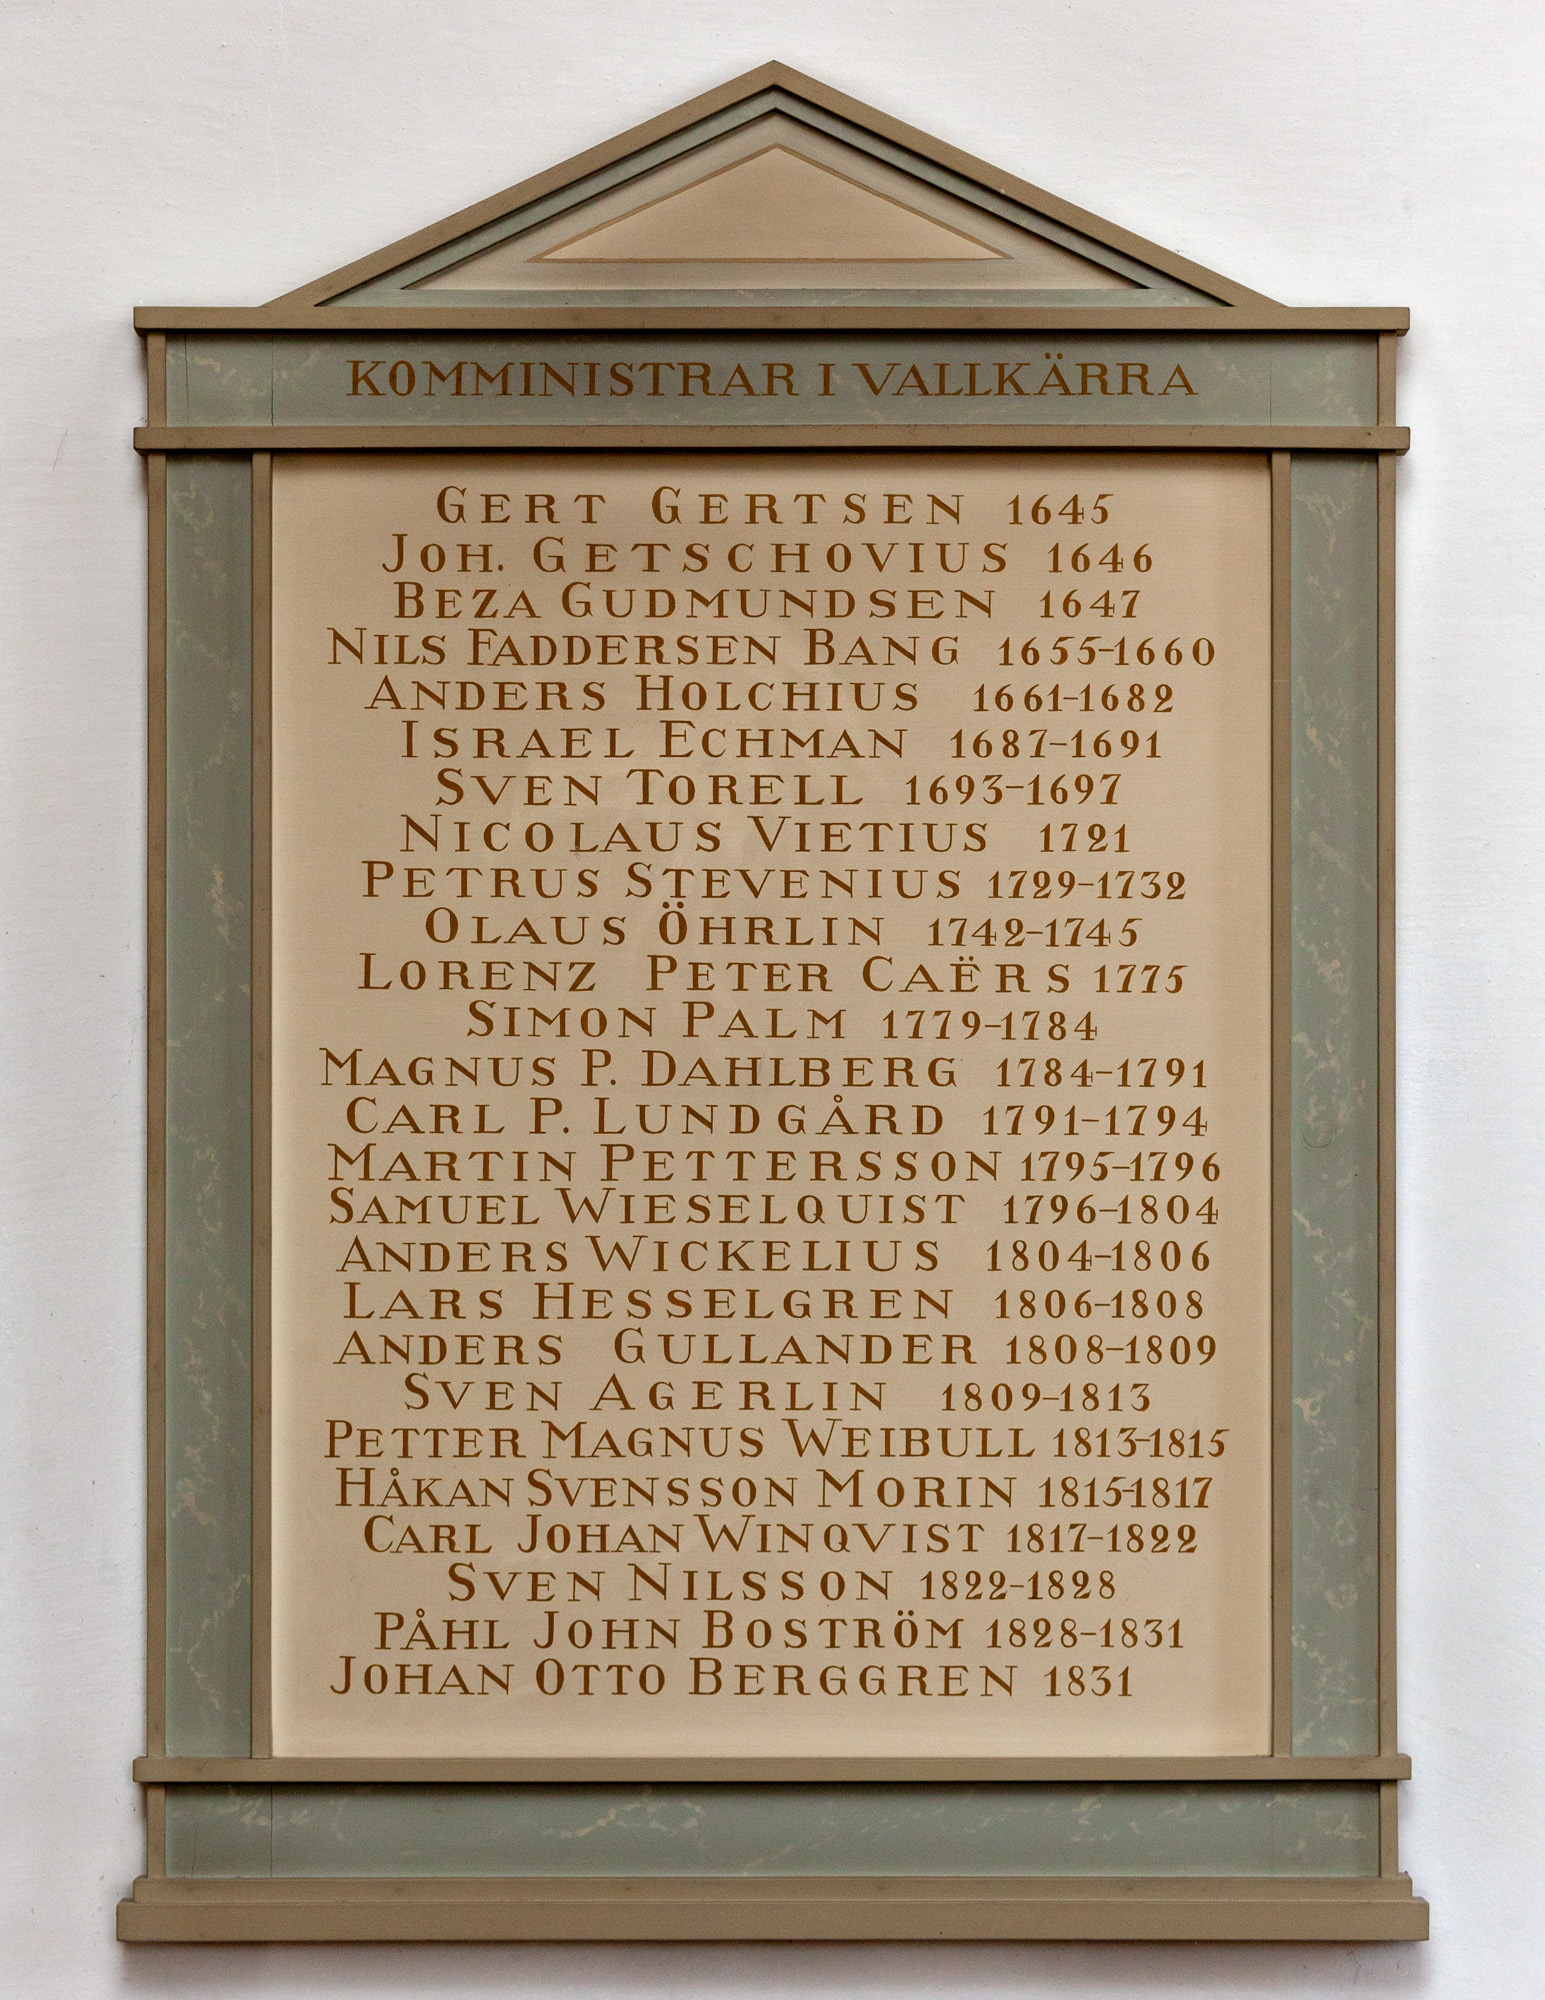 KOMMINISTRAR I VALLKÄRRA
GERT GERTSEN 1645
JOH. GETSCHOVIUS 1646
BEZA GUDMUNDSEN 1647
NILS FADDERSEN BANG 1655-1660
ANDERS HOLCHIUS 1661-1682
ISRAEL ECHMAN 1687-1691
SVEN TORELL 1693-1697
NICOLAUS VIETIUS 1721
PETRUS STEVENIUS 1729-1732
OLAUS ÖHRLIN 1742-1745
LORENZ PETER CAËRS 1775
SIMON PALM 1779-1784
MAGNUS P. DAHLBERG 1784-1791
CARL P. LUNDGÅRD 1791-1794
MARTIN PETTERSSON 1795-1796
SAMUEL WIESELQUIST 1796-1804
ANDERS WICKELIUS 1804-1806
LARS HESSELGREN 1806-1808
ANDERS GULLANDER 1808-1809
SVEN AGERLIN 1809-1813
PETTER MAGNUS WEIBULL 1813-1815
HÅKAN SVENSSON MORIN 1815-1817
CARL JOHAN WINQVIST 1817-1822
SVEN NILSSON 1822-1828
PÅHL JOHN BOSTRÖM 1828-1831
JOHAN OTTO BERGGREN 1831